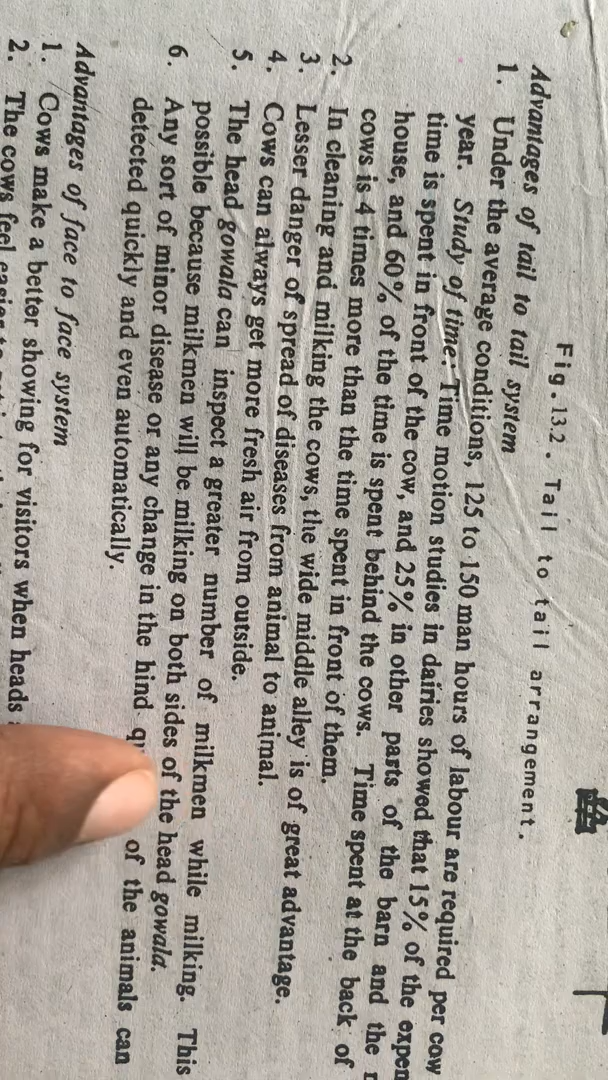 Fig.13.2. Tail to tail arrangement.
Advantages of tail to tail system
1. Under the average conditions, 125 to 150 man hours of labour are required per cow
year. Study of time: Time motion studies in dairies showed that 15% of the expen
time is spent in front of the cow, and 25% in other parts of the barn and the
house, and 60% of the time is spent behind the cows. Time spent at the back of
cows is 4 times more than the time spent in front of them.
2. In cleaning and milking the cows, the wide middle alley is of great advantage.
3. Lesser danger of spread of diseases from animal to animal.
4. Cows can always get more fresh air from outside.
5. The head gowala can inspect a greater number of milkmen while milking. This
possible because milkmen will be milking on both sides of the head gowala.
6. Any sort of minor disease or any change in the hind of the animals can
detected quickly and even automatically.
Advantages of face to face system
1. Cows make a better showing for visitors when heads
2. The cows feel easier to